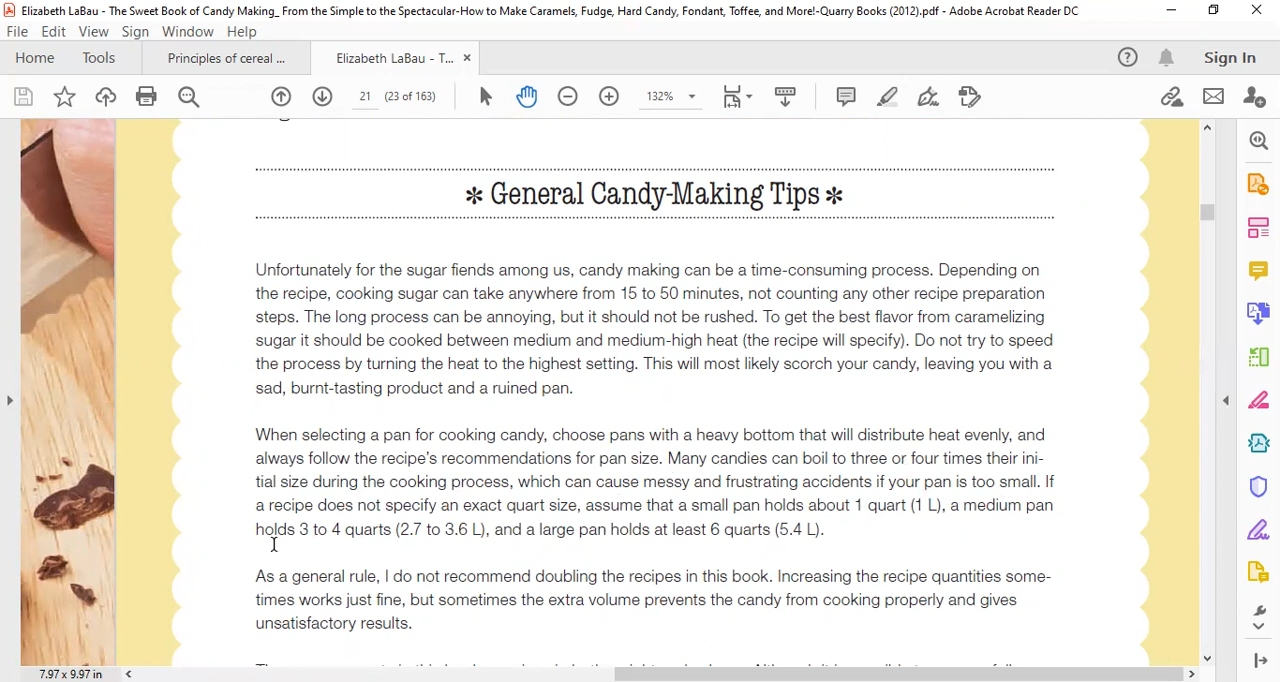 Elizabeth LaBau - The Sweet Book of Candy Making_ From the Simple to the Spectacular-How to Make Caramels, Fudge, Hard Candy, Fondant, Toffee, and More!-Quarry Books (2012).pdf - Adobe Acrobat Reader DC
File Edit View Sign Window Help
Home Tools Principles of cereal ... Elizabeth LaBau - T... × Sign In
21 (23 of 163) 132%
* General Candy-Making Tips *
Unfortunately for the sugar fiends among us, candy making can be a time-consuming process. Depending on
the recipe, cooking sugar can take anywhere from 15 to 50 minutes, not counting any other recipe preparation
steps. The long process can be annoying, but it should not be rushed. To get the best flavor from caramelizing
sugar it should be cooked between medium and medium-high heat (the recipe will specify). Do not try to speed
the process by turning the heat to the highest setting. This will most likely scorch your candy, leaving you with a
sad, burnt-tasting product and a ruined pan.
When selecting a pan for cooking candy, choose pans with a heavy bottom that will distribute heat evenly, and
always follow the recipe's recommendations for pan size. Many candies can boil to three or four times their ini-
tial size during the cooking process, which can cause messy and frustrating accidents if your pan is too small. If
a recipe does not specify an exact quart size, assume that a small pan holds about 1 quart (1 L), a medium pan
holds 3 to 4 quarts (2.7 to 3.6 L), and a large pan holds at least 6 quarts (5.4 L).
As a general rule, I do not recommend doubling the recipes in this book. Increasing the recipe quantities some-
times works just fine, but sometimes the extra volume prevents the candy from cooking properly and gives
unsatisfactory results.
7.97 x 9.97 in